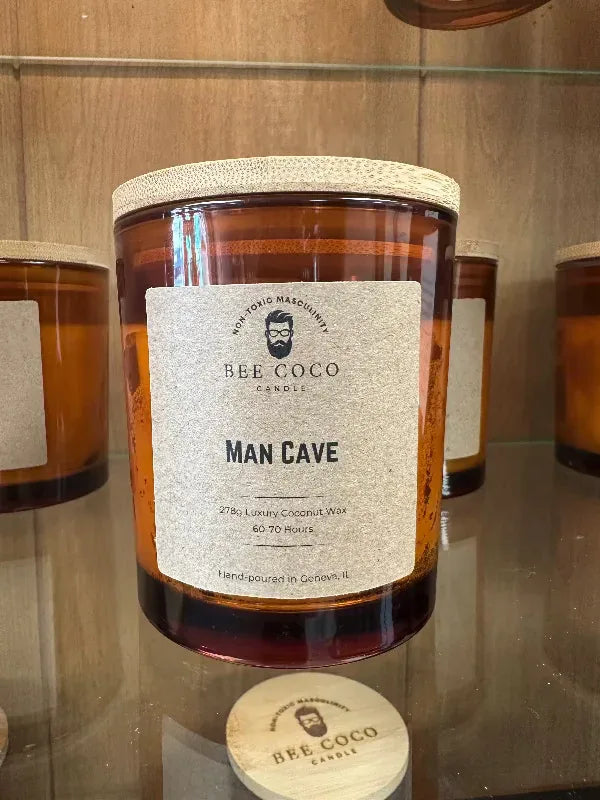 NON-TOXIC MASCULINITY
BEE COCO
CANDLE
MAN CAVE
278g Luxury Coconut Wax
60-70 Hours
Hand-poured in Geneva, IL
NON-TOXIC MASCULINITY
BEE COCO
CANDLE